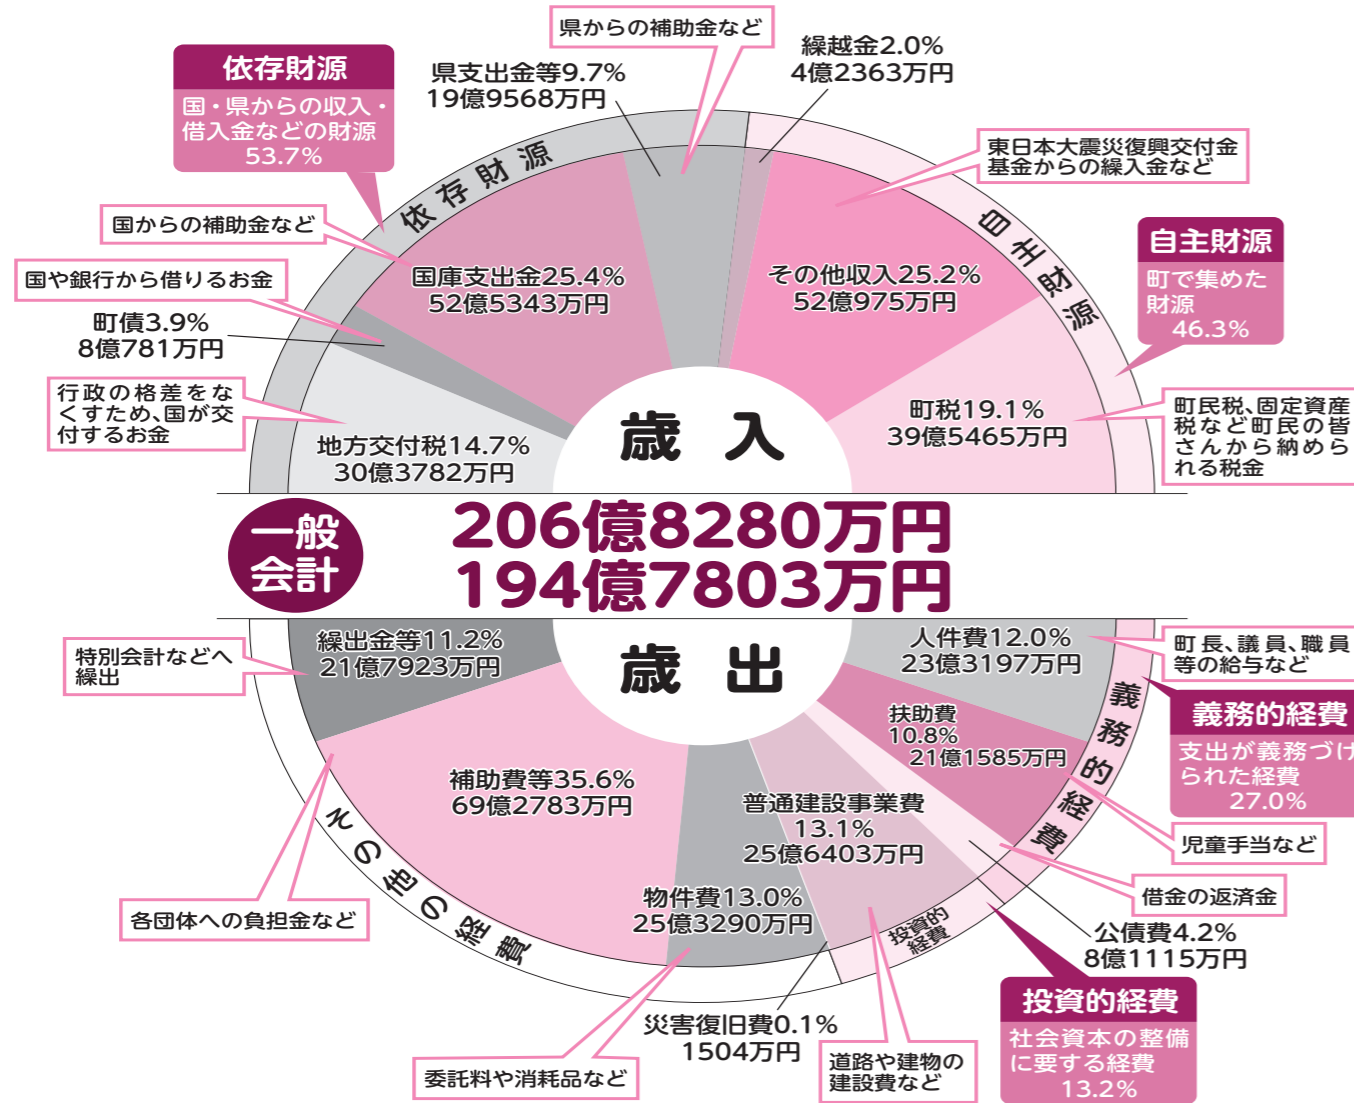 県からの補助金など
繰越金2.0%
4億2363万円
依存財源
国・県からの収入・
借入金などの財源
53.7%
県支出金等9.7%
19億9568万円
東日本大震災復興交付金
基金からの繰入金など
依存財源
自主財源
国からの補助金など
自主財源
町で集めた
財源
46.3%
国や銀行から借りるお金
国庫支出金25.4%
52億5343万円
その他収入25.2%
52億975万円
町債3.9%
8億781万円
行政の格差をな
くすため、国が交
付するお金
地方交付税14.7%
30億3782万円
歳入
町税19.1%
39億5465万円
町民税、固定資産
税など町民の皆
さんから納めら
れる税金
一般
会計
206億8280万円
194億7803万円
歳出
特別会計などへ
繰出
繰出金等11.2%
21億7923万円
人件費12.0%
23億3197万円
町長、議員、職員
等の給与など
義務的経費
義務的経費
支出が義務づけ
られた経費
27.0%
扶助費
10.8%
21億1585万円
補助費等35.6%
69億2783万円
普通建設事業費
13.1%
25億6403万円
児童手当など
その他の経費
物件費13.0%
25億3290万円
借金の返済金
各団体への負担金など
投資的
経費
公債費4.2%
8億1115万円
投資的経費
社会資本の整備
に要する経費
13.2%
災害復旧費0.1%
1504万円
委託料や消耗品など
道路や建物の
建設費など